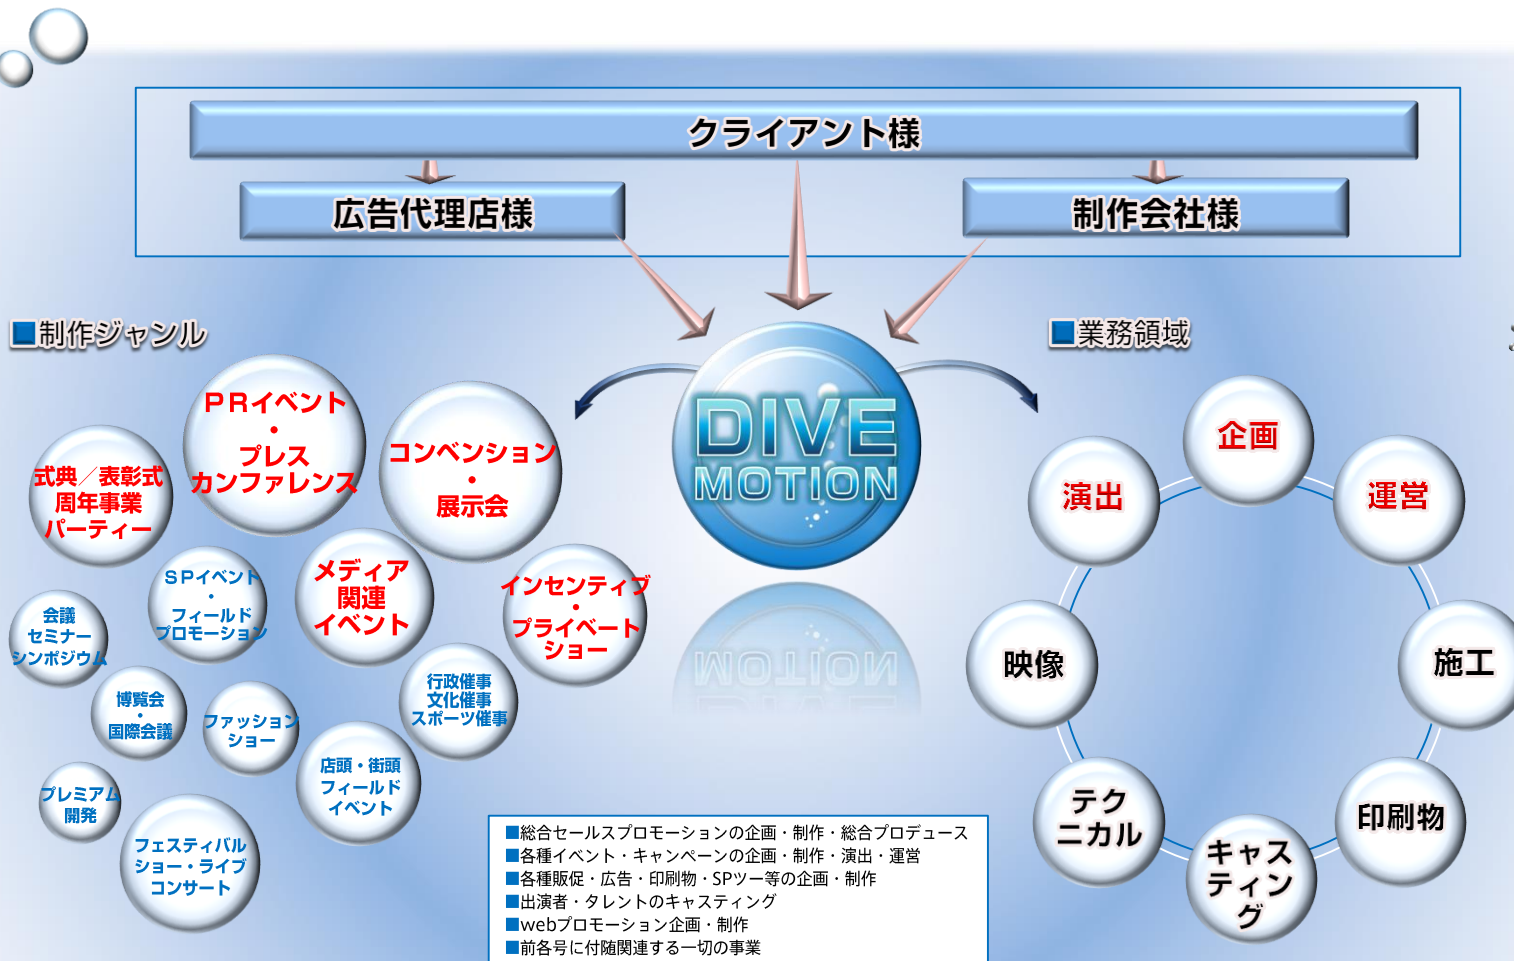 クライアント様
広告代理店様
制作会社様
■制作ジャンル
■業務領域
DIVE
MOTION
PRイベント
・
プレス
カンファレンス
コンベンション
・
展示会
式典／表彰式
周年事業
パーティー
SPイベント
・
フィールド
プロモーション
メディア
関連
イベント
インセンティブ
・
プライベート
ショー
会議
セミナー
シンポジウム
博覧会
・
国際会議
ファッション
ショー
行政催事
文化催事
スポーツ催事
店頭・街頭
フィールド
イベント
プレミアム
開発
フェスティバル
ショー・ライブ
コンサート
企画
運営
施工
印刷物
キャス
ティン
グ
テク
ニカル
映像
演出
■総合セールスプロモーションの企画・制作・総合プロデュース
■各種イベント・キャンペーンの企画・制作・演出・運営
■各種販促・広告・印刷物・SPツー等の企画・制作
■出演者・タレントのキャスティング
■webプロモーション企画・制作
■前各号に付随関連する一切の事業